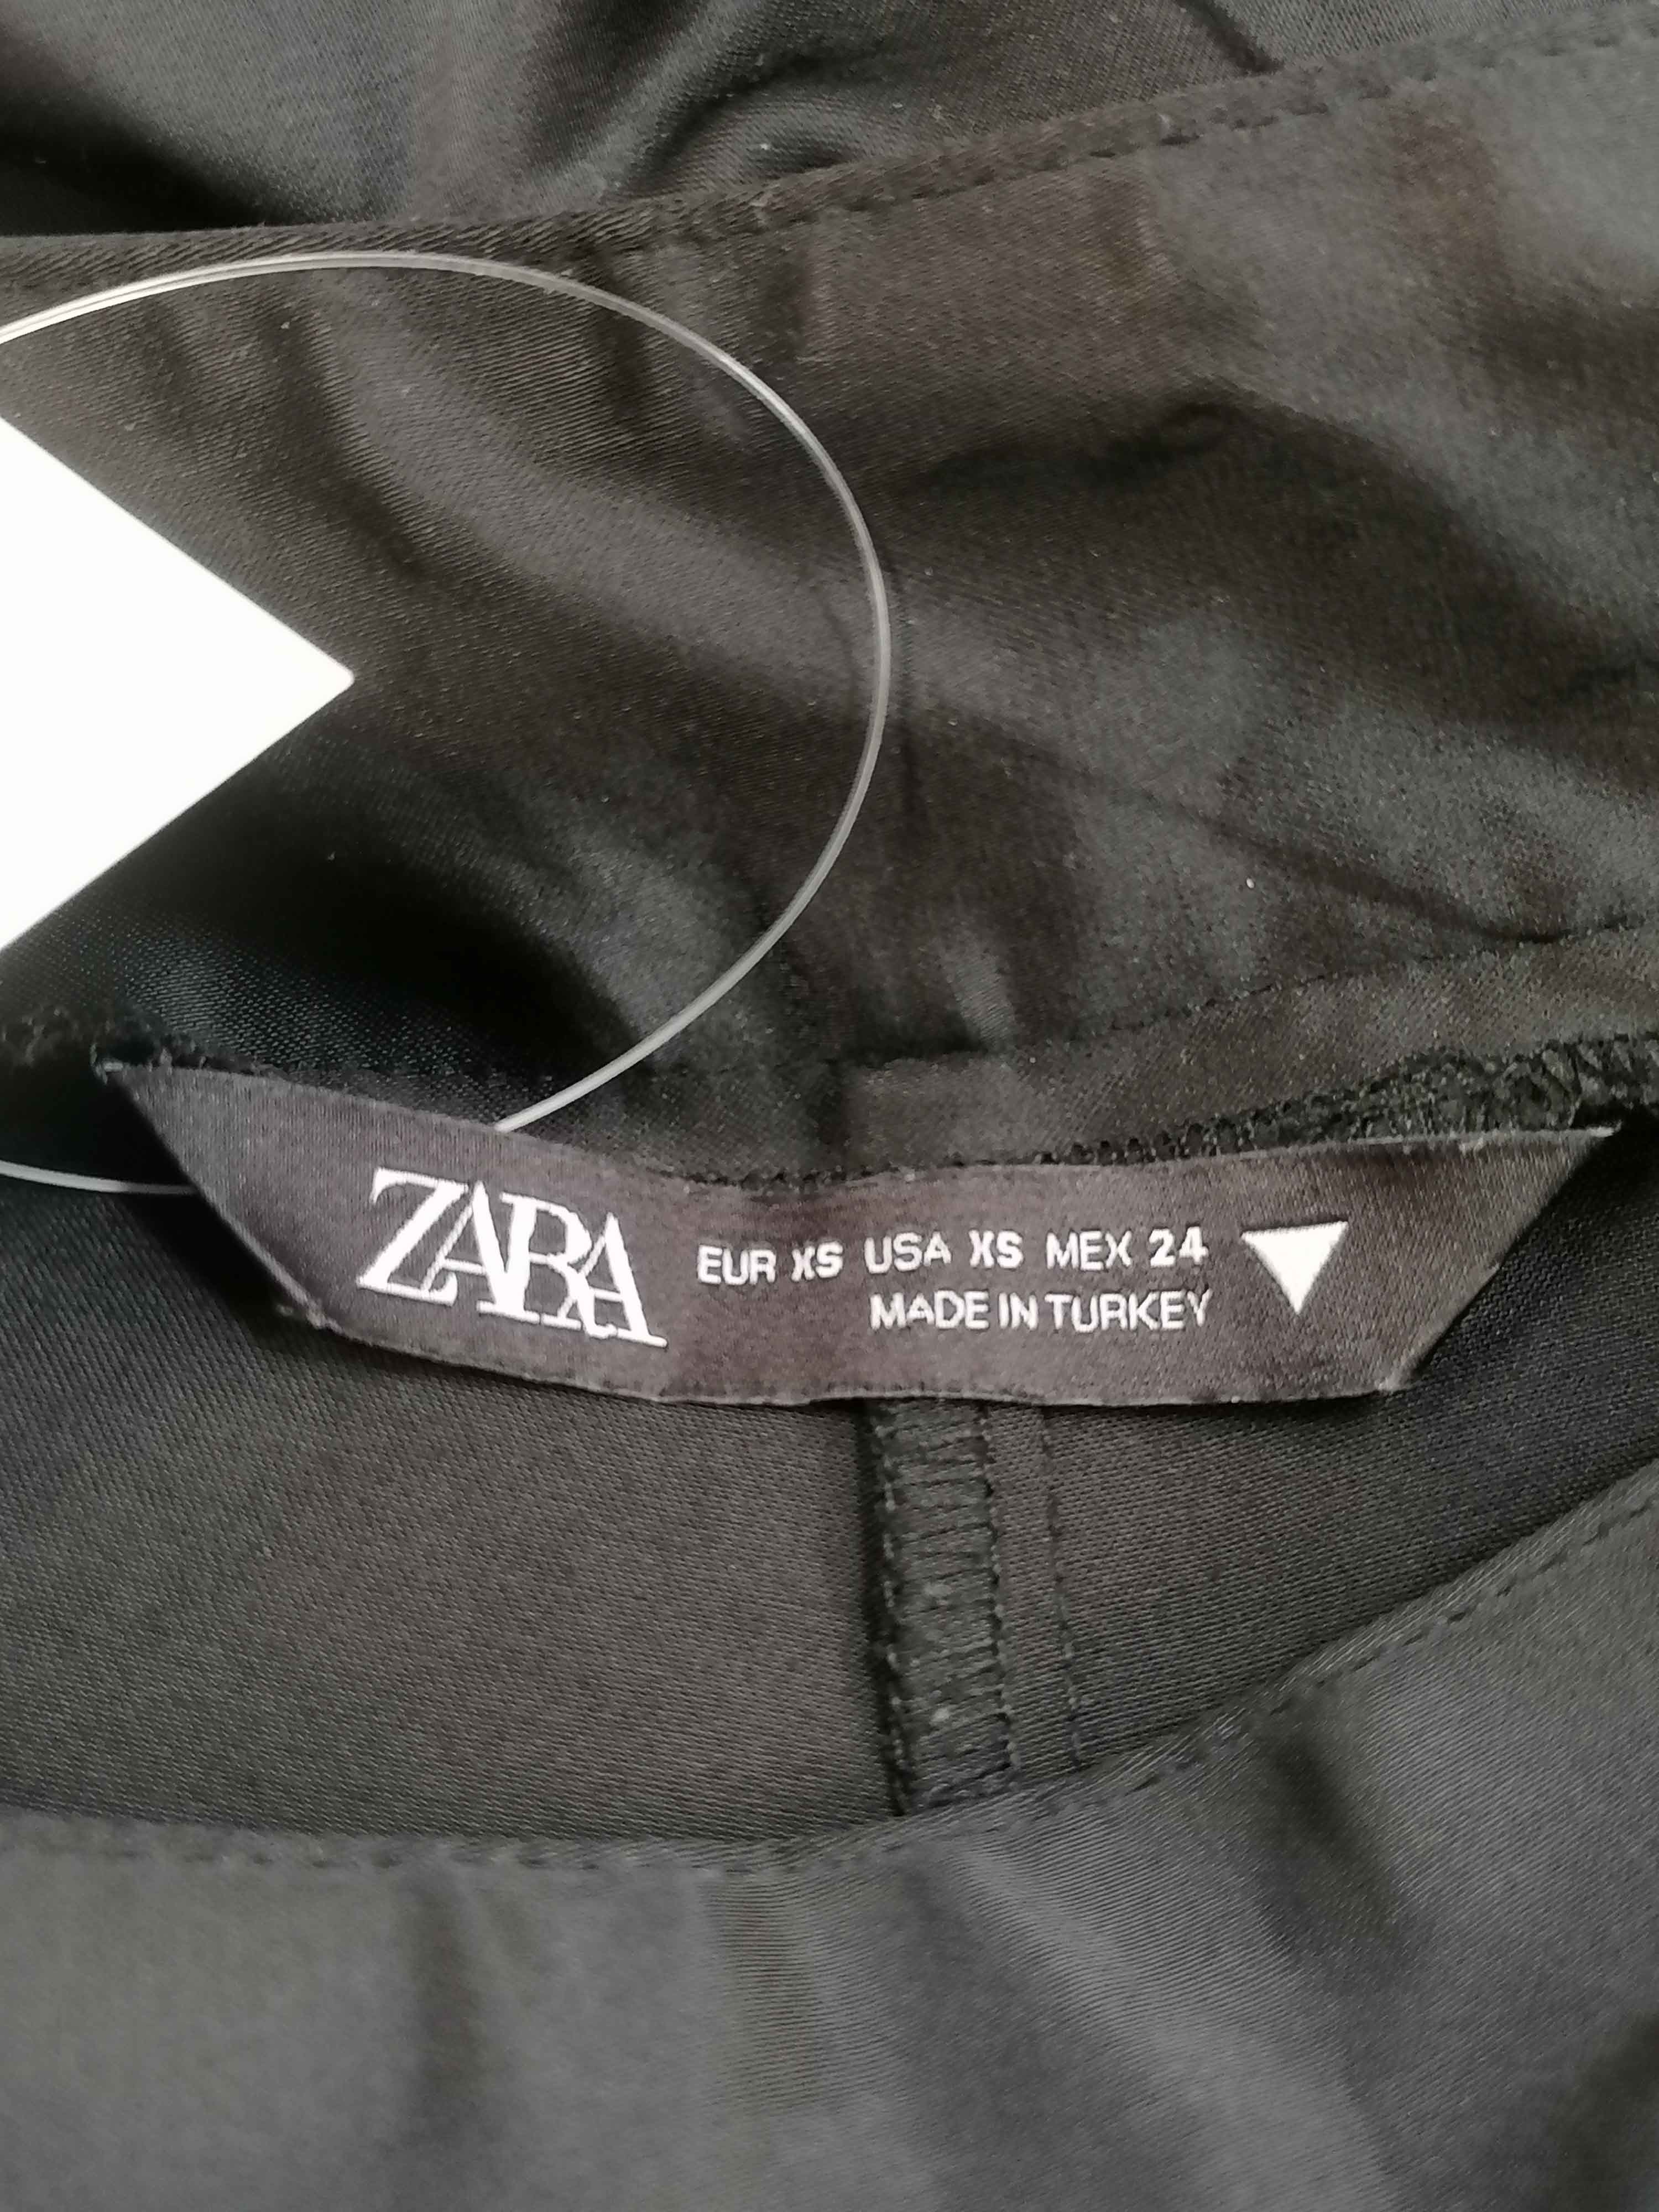 ZARA EUR XS USA XS MEX 24
MADE IN TURKEY